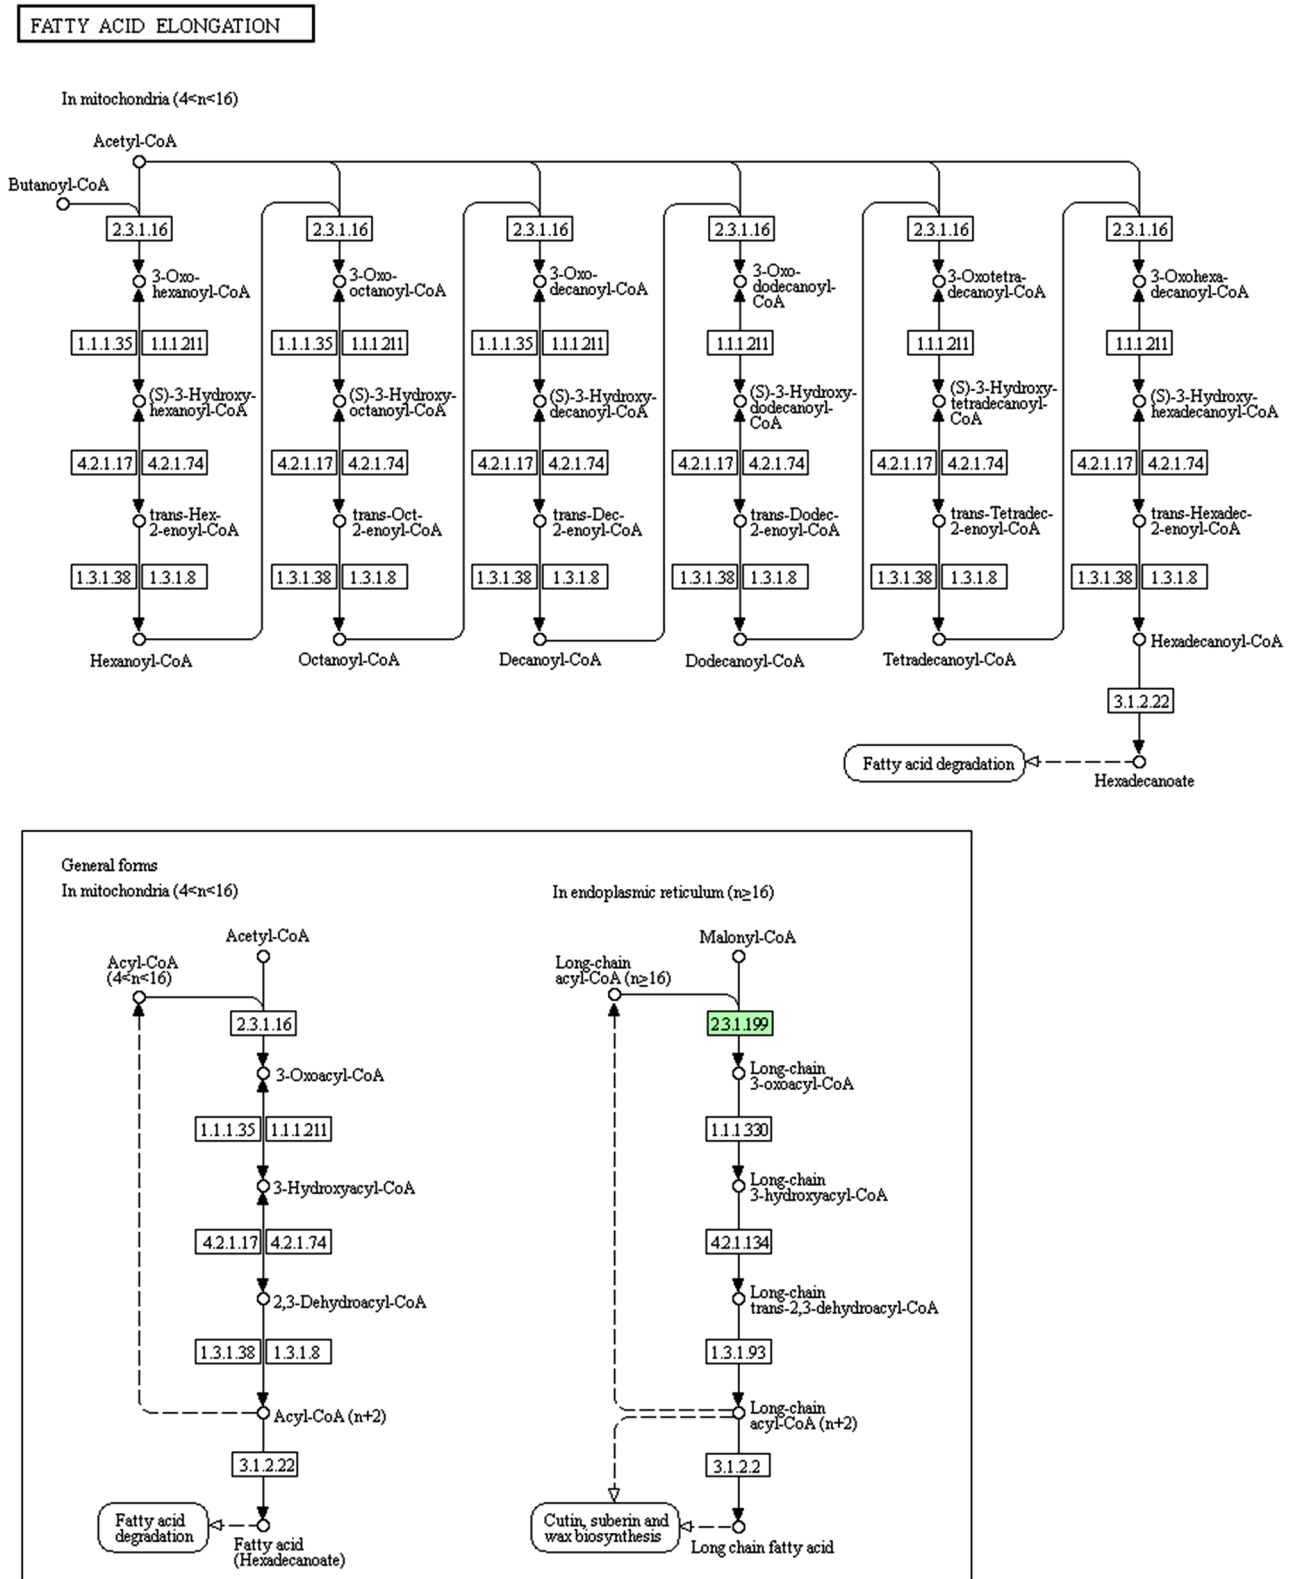 FATTY ACID ELONGATION
In mitochondria (4<n<16)
Acetyl-CoA
Butanoyl-CoA
2.3.1.16 2.3.1.16 2.3.1.16 2.3.1.16 2.3.1.16 2.3.1.16
3-Oxo-
hexanoyl-CoA
3-Oxo-
octanoyl-CoA
3-Oxo-
decanoyl-CoA
3-Oxo-
dodecanoyl-
CoA
3-Oxotetra-
decanoyl-CoA
3-Oxohexa-
decanoyl-CoA
1.1.1.35 1.1.1.211 1.1.1.35 1.1.1.211 1.1.1.35 1.1.1.211 1.1.1.211 1.1.1.211 1.1.1.211
(S)-3-Hydroxy-
hexanoyl-CoA
(S)-3-Hydroxy-
octanoyl-CoA
(S)-3-Hydroxy-
decanoyl-CoA
(S)-3-Hydroxy-
dodecanoyl-
CoA
(S)-3-Hydroxy-
tetradecanoyl-
CoA
(S)-3-Hydroxy-
hexadecanoyl-CoA
4.2.1.17 4.2.1.74 4.2.1.17 4.2.1.74 4.2.1.17 4.2.1.74 4.2.1.17 4.2.1.74 4.2.1.17 4.2.1.74 4.2.1.17 4.2.1.74
trans-Hex-
2-enoyl-CoA
trans-Oct-
2-enoyl-CoA
trans-Dec-
2-enoyl-CoA
trans-Dodec-
2-enoyl-CoA
trans-Tetradec-
2-enoyl-CoA
trans-Hexadec-
2-enoyl-CoA
1.3.1.38 1.3.1.8 1.3.1.38 1.3.1.8 1.3.1.38 1.3.1.8 1.3.1.38 1.3.1.8 1.3.1.38 1.3.1.8 1.3.1.38 1.3.1.8
Hexanoyl-CoA Octanoyl-CoA Decanoyl-CoA Dodecanoyl-CoA Tetradecanoyl-CoA Hexadecanoyl-CoA
3.1.2.22
Fatty acid degradation
Hexadecanoate
General forms
In mitochondria (4<n<16)
Acetyl-CoA
Acyl-CoA
(4<n<16)
2.3.1.16
3-Oxoacyl-CoA
1.1.1.35 1.1.1.211
3-Hydroxyacyl-CoA
4.2.1.17 4.2.1.74
2,3-Dehydroacyl-CoA
1.3.1.38 1.3.1.8
Acyl-CoA (n+2)
3.1.2.22
Fatty acid
degradation
Fatty acid
(Hexadecanoate)
In endoplasmic reticulum (n≥16)
Malonyl-CoA
Long-chain
acyl-CoA (n≥16)
2.3.1.199
Long-chain
3-oxoacyl-CoA
1.1.1.330
Long-chain
3-hydroxyacyl-CoA
4.2.1.134
Long-chain
trans-2,3-dehydroacyl-CoA
1.3.1.93
Long-chain
acyl-CoA (n+2)
3.1.2.2
Cutin, suberin and
wax biosynthesis
Long chain fatty acid